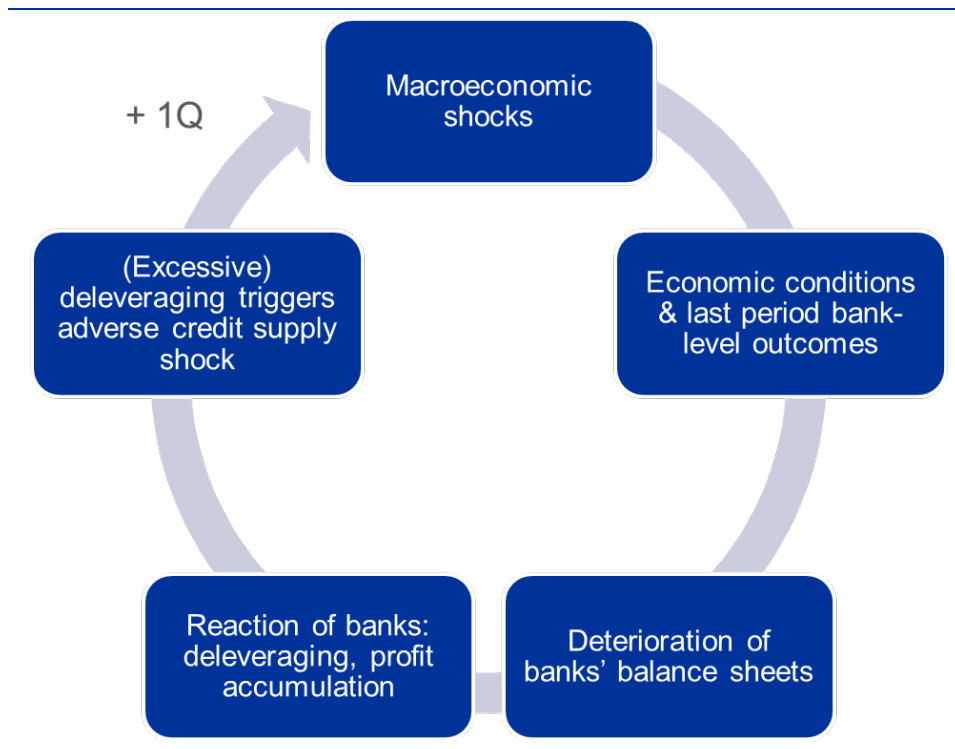 + 1Q
Macroeconomic
shocks
Economic conditions
& last period bank-
level outcomes
Deterioration of
banks’ balance sheets
Reaction of banks:
deleveraging, profit
accumulation
(Excessive)
deleveraging triggers
adverse credit supply
shock